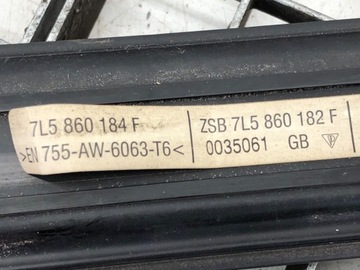 7L5 860 184 F
>EN 755-AW-6063-T6<
ZSB 7L5 860 182 F
0035061 GB